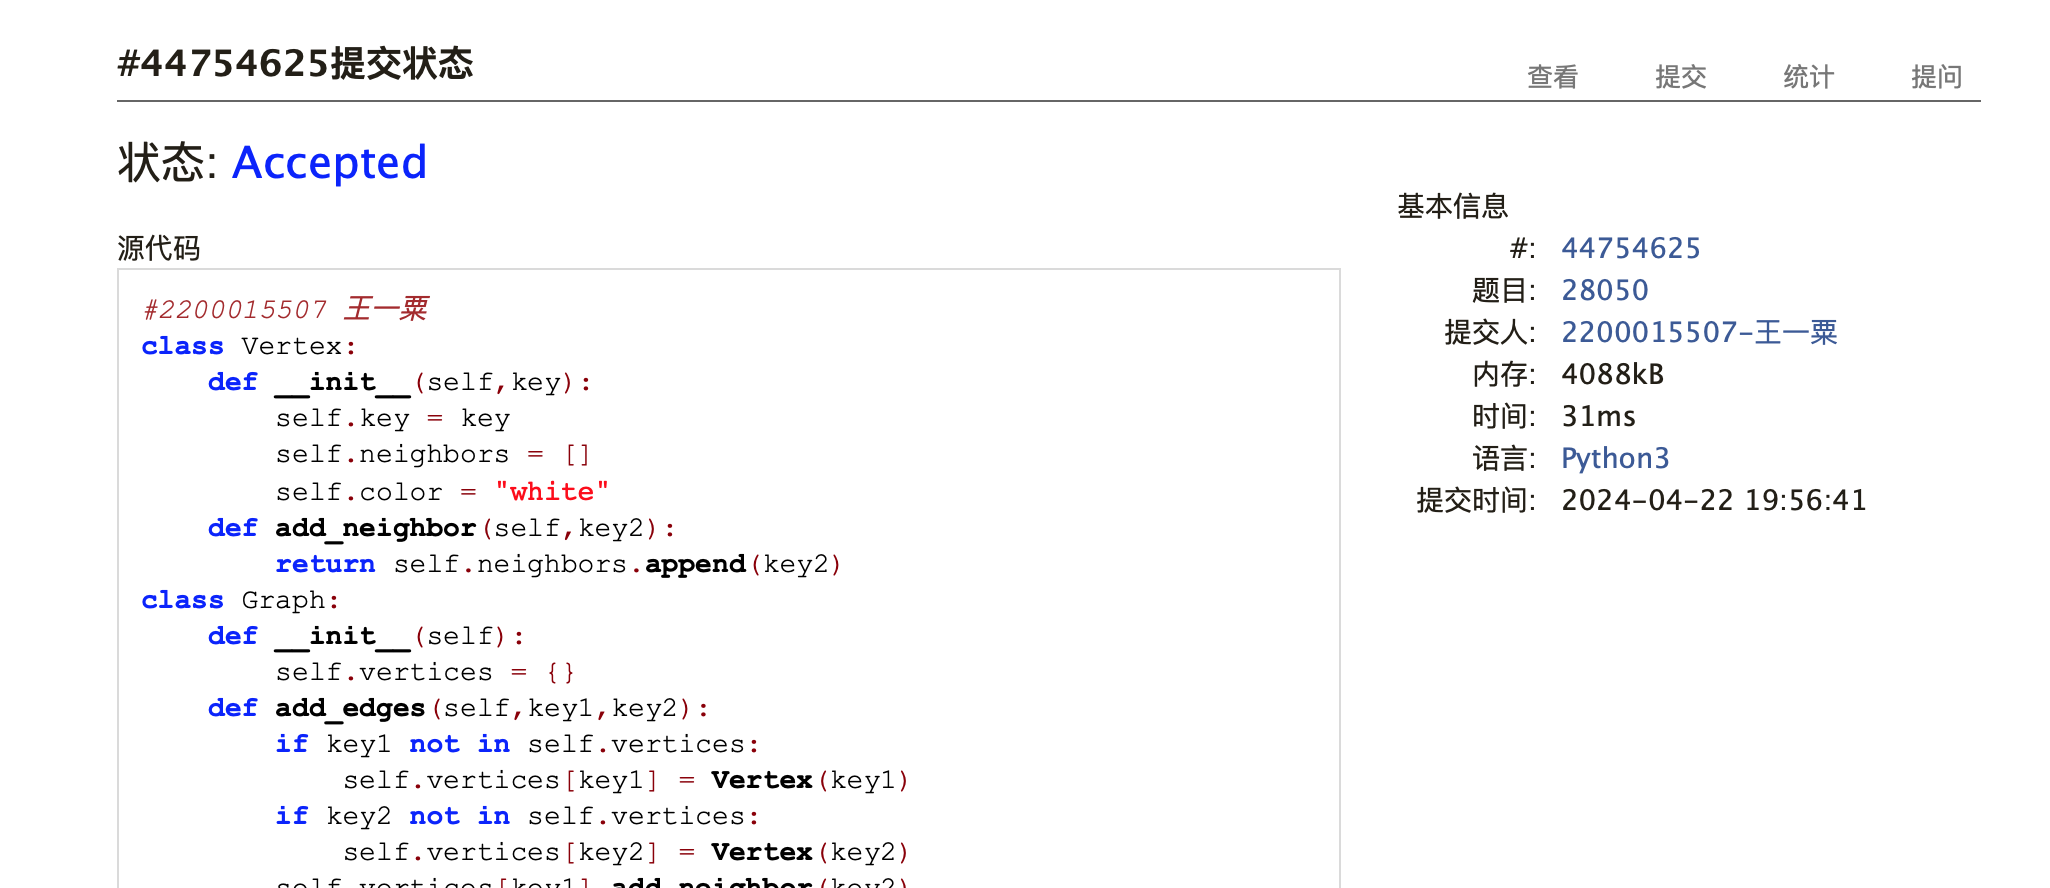 #44754625提交状态
查看 提交 统计 提问
状态: Accepted
源代码
#2200015507 王一粟
class Vertex:
    def __init__(self,key):
        self.key = key
        self.neighbors = []
        self.color = "white"
    def add_neighbor(self,key2):
        return self.neighbors.append(key2)
class Graph:
    def __init__(self):
        self.vertices = {}
    def add_edges(self,key1,key2):
        if key1 not in self.vertices:
            self.vertices[key1] = Vertex(key1)
        if key2 not in self.vertices:
            self.vertices[key2] = Vertex(key2)
        self.vertices[key1].add_neighbor(key2)
基本信息
#: 44754625
题目: 28050
提交人: 2200015507-王一粟
内存: 4088kB
时间: 31ms
语言: Python3
提交时间: 2024-04-22 19:56:41